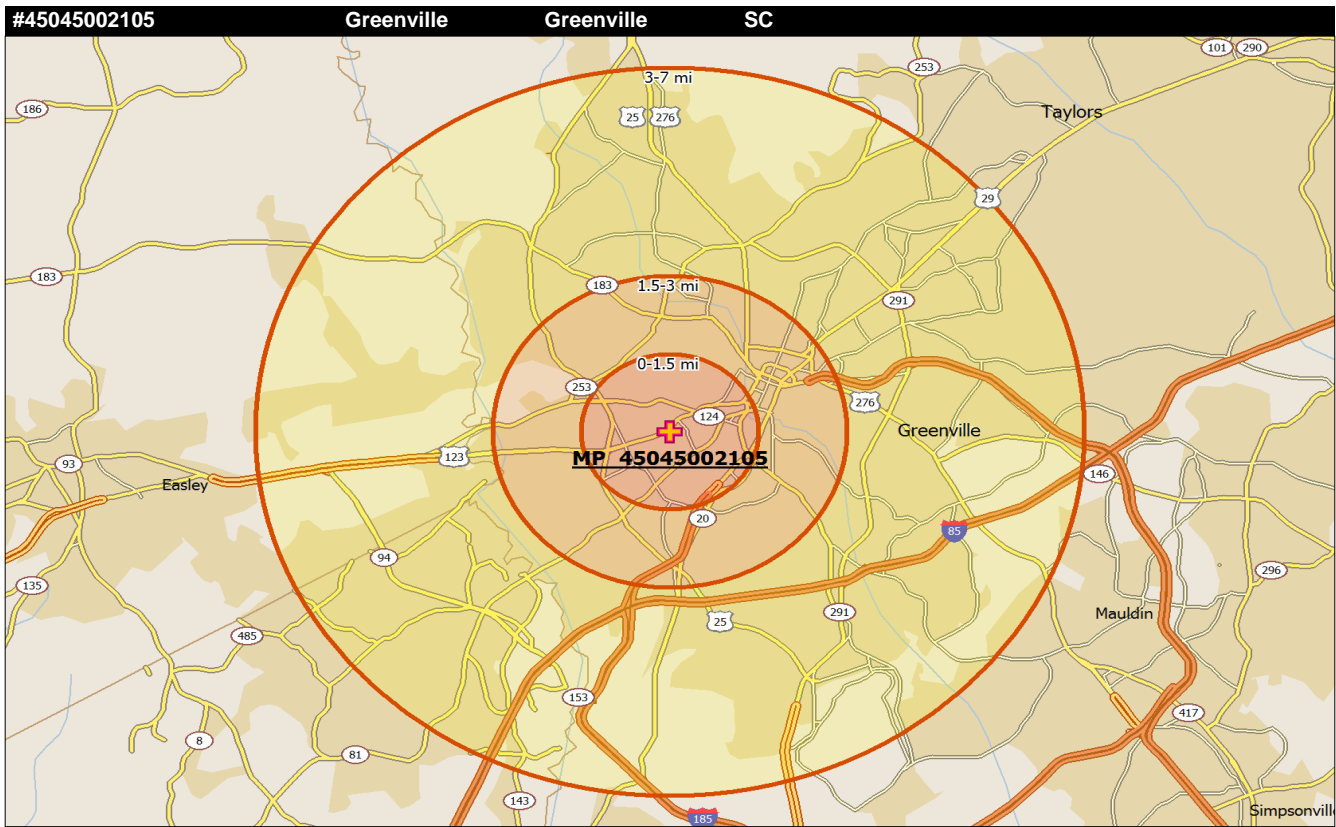 #45045002105 Greenville Greenville SC
101 290
3-7 mi
253
186
25 276
Taylors
29
183
183
1.5-3 mi
291
0-1.5 mi
253
124
276
Greenville
MP 45045002105
123
93
146
Easley
20
85
94
135
296
291
Mauldin
25
485
153
417
8
81
143
185
Simpsonvill